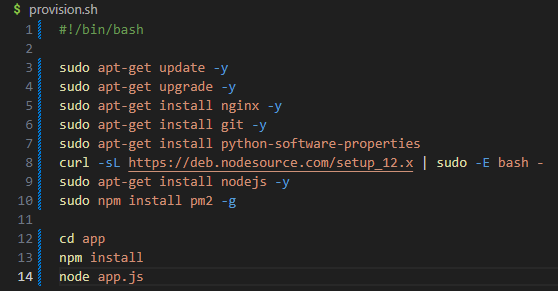 $ provision.sh
1 #!/bin/bash
2
3 sudo apt-get update -y
4 sudo apt-get upgrade -y
5 sudo apt-get install nginx -y
6 sudo apt-get install git -y
7 sudo apt-get install python-software-properties
8 curl -sL https://deb.nodesource.com/setup_12.x | sudo -E bash -
9 sudo apt-get install nodejs -y
10 sudo npm install pm2 -g
11
12 cd app
13 npm install
14 node app.js